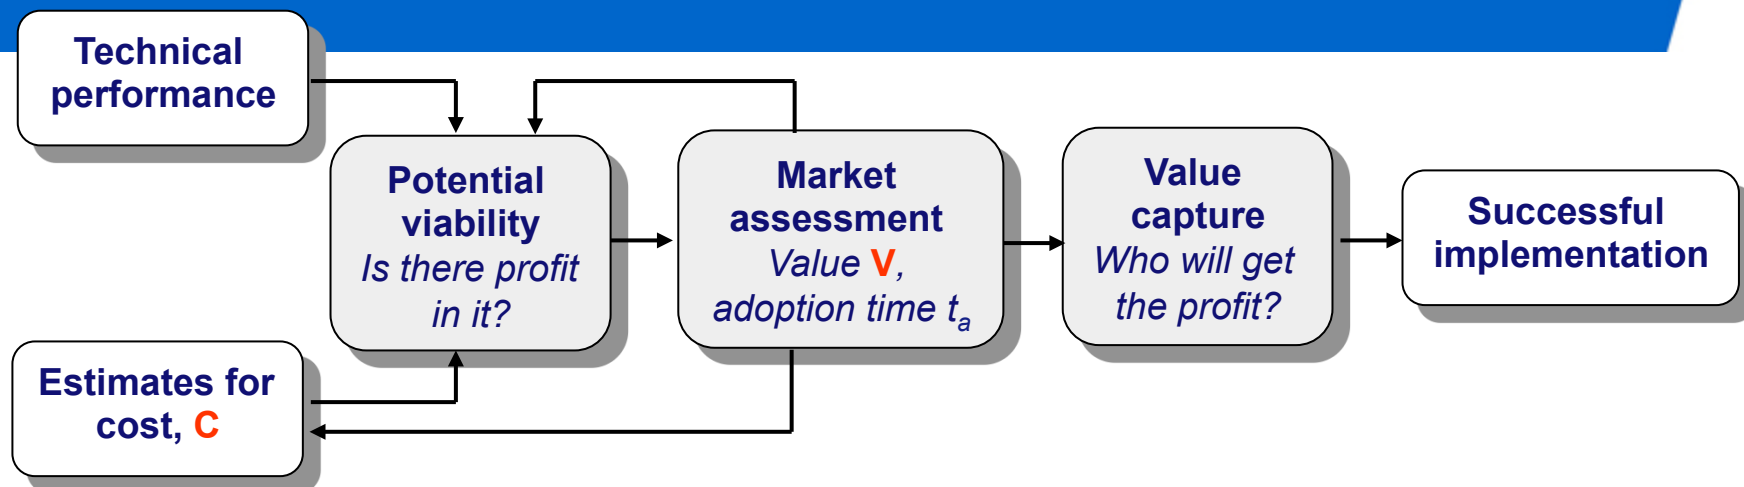 Technical
performance
Potential
viability
Is there profit
in it?
Estimates for
cost, C
Market
assessment
Value V,
adoption time tₐ
Value
capture
Who will get
the profit?
Successful
implementation